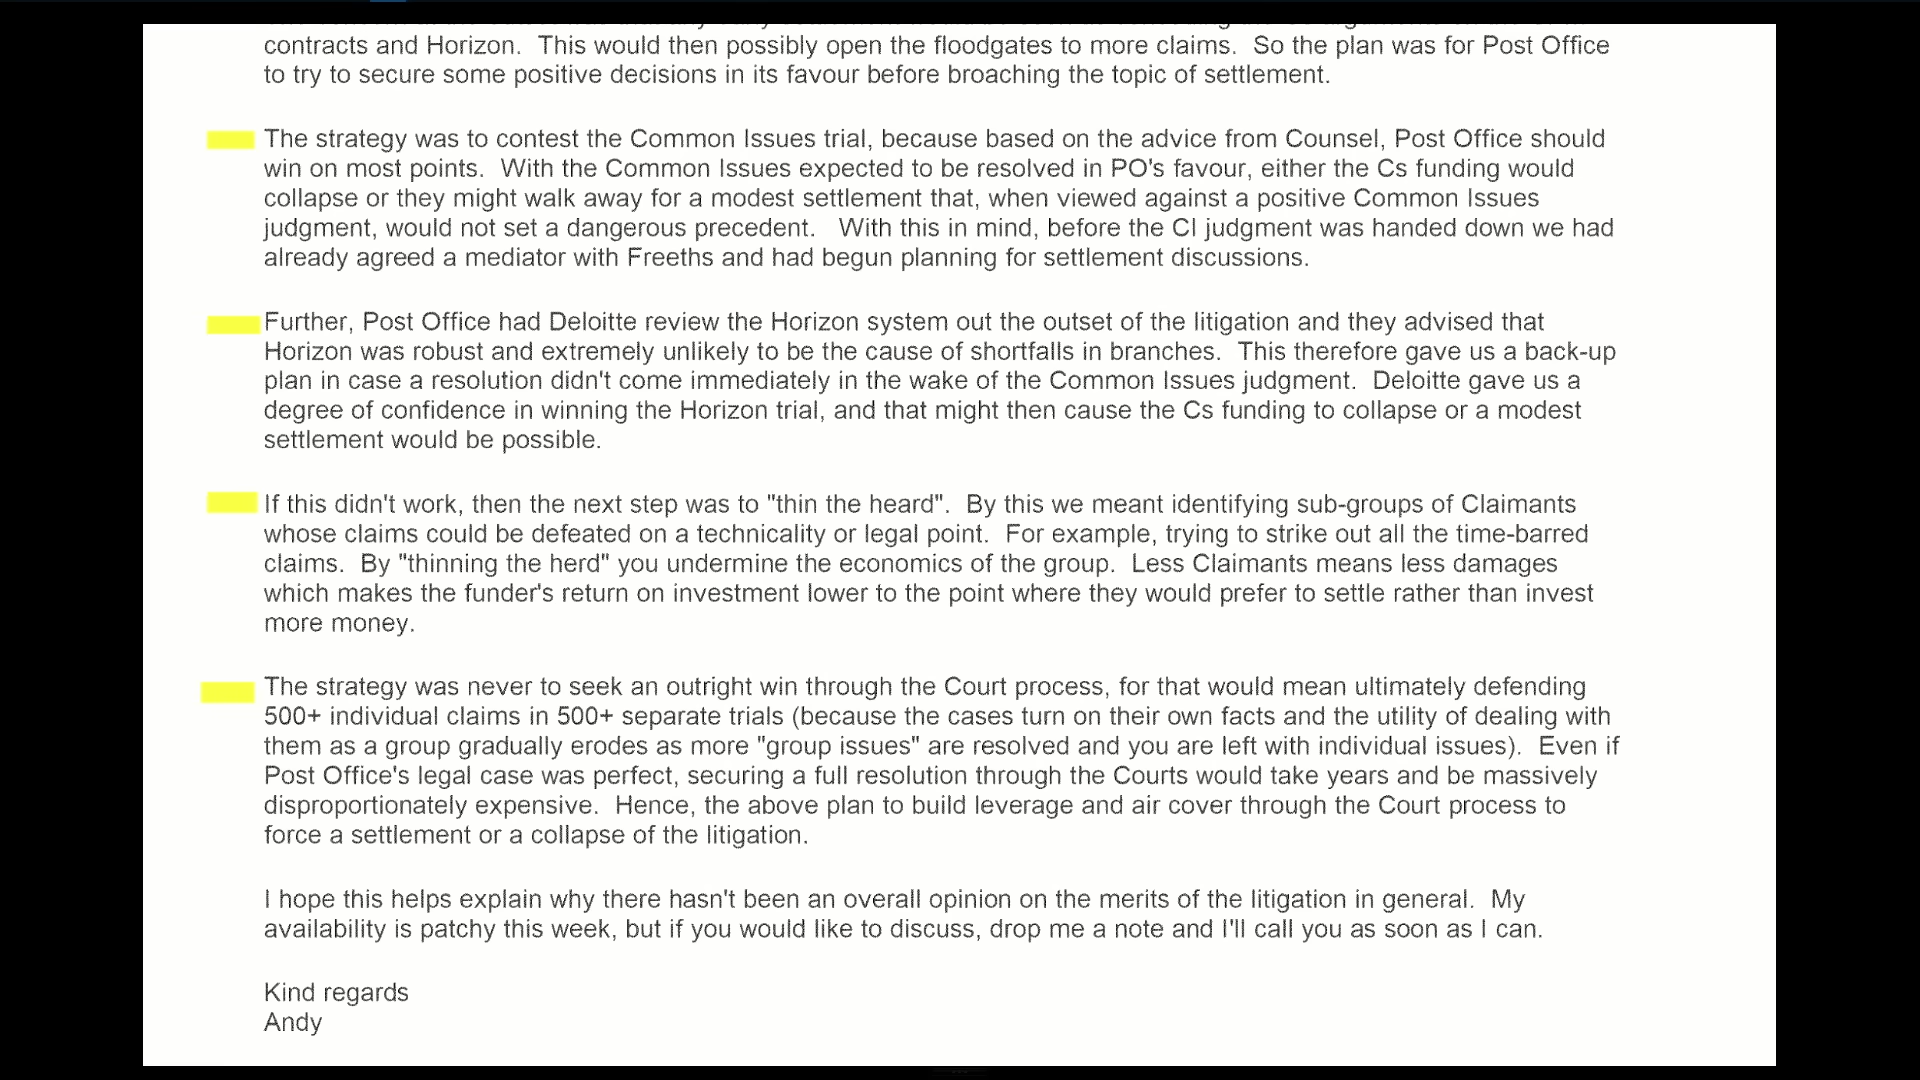 contracts and Horizon.  This would then possibly open the floodgates to more claims.  So the plan was for Post Office
to try to secure some positive decisions in its favour before broaching the topic of settlement.
The strategy was to contest the Common Issues trial, because based on the advice from Counsel, Post Office should
win on most points.  With the Common Issues expected to be resolved in PO's favour, either the Cs funding would
collapse or they might walk away for a modest settlement that, when viewed against a positive Common Issues
judgment, would not set a dangerous precedent.   With this in mind, before the CI judgment was handed down we had
already agreed a mediator with Freeths and had begun planning for settlement discussions.
Further, Post Office had Deloitte review the Horizon system out the outset of the litigation and they advised that
Horizon was robust and extremely unlikely to be the cause of shortfalls in branches.  This therefore gave us a back-up
plan in case a resolution didn't come immediately in the wake of the Common Issues judgment.  Deloitte gave us a
degree of confidence in winning the Horizon trial, and that might then cause the Cs funding to collapse or a modest
settlement would be possible.
If this didn't work, then the next step was to "thin the heard".  By this we meant identifying sub-groups of Claimants
whose claims could be defeated on a technicality or legal point.  For example, trying to strike out all the time-barred
claims.  By "thinning the herd" you undermine the economics of the group.  Less Claimants means less damages
which makes the funder's return on investment lower to the point where they would prefer to settle rather than invest
more money.
The strategy was never to seek an outright win through the Court process, for that would mean ultimately defending
500+ individual claims in 500+ separate trials (because the cases turn on their own facts and the utility of dealing with
them as a group gradually erodes as more "group issues" are resolved and you are left with individual issues).  Even if
Post Office's legal case was perfect, securing a full resolution through the Courts would take years and be massively
disproportionately expensive.  Hence, the above plan to build leverage and air cover through the Court process to
force a settlement or a collapse of the litigation.
I hope this helps explain why there hasn't been an overall opinion on the merits of the litigation in general.  My
availability is patchy this week, but if you would like to discuss, drop me a note and I'll call you as soon as I can.
Kind regards
Andy